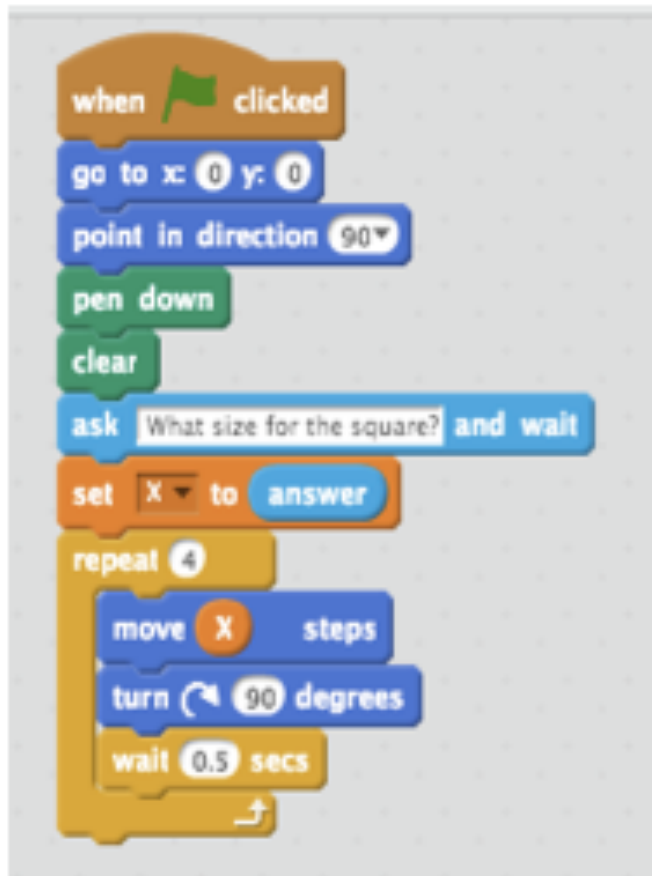 when clicked
go to x: 0 y: 0
point in direction 90
pen down
clear
ask What size for the square? and wait
set X to answer
repeat 4
move X steps
turn 90 degrees
wait 0.5 secs